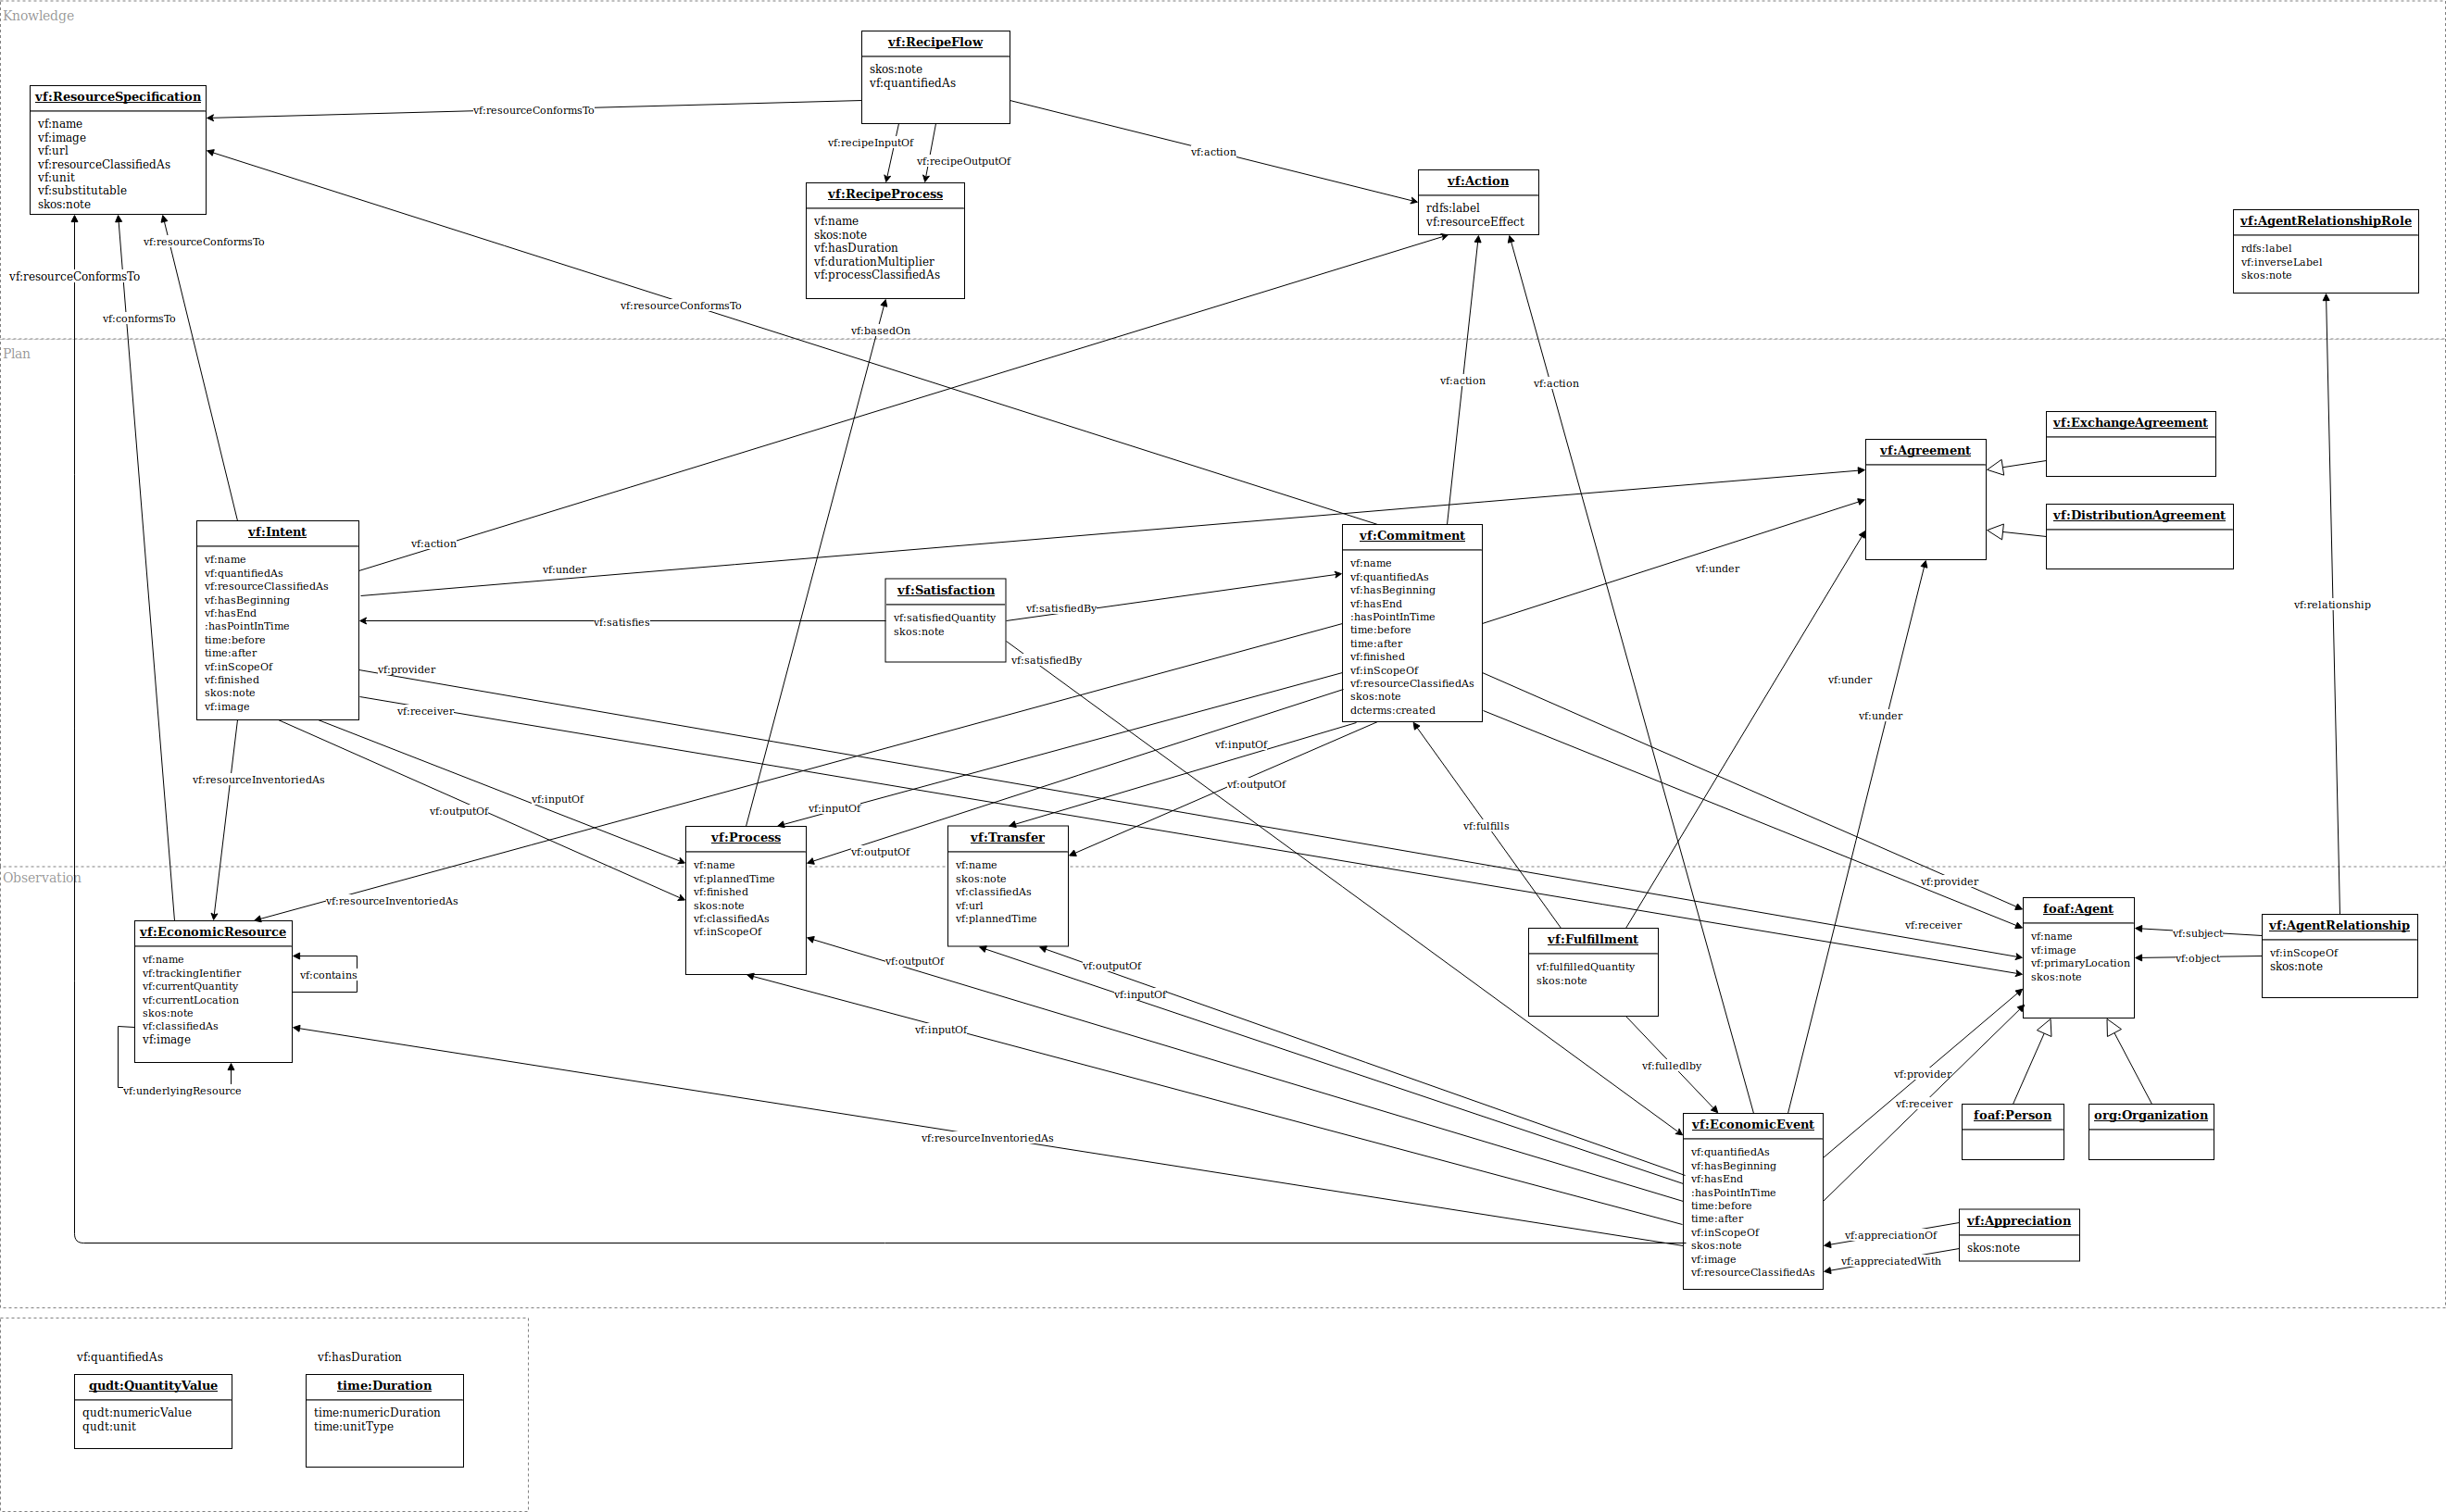 Knowledge
vf:RecipeFlow
skos:note
vf:quantifiedAs
vf:ResourceSpecification
vf:name
vf:image
vf:url
vf:resourceClassifiedAs
vf:unit
vf:substitutable
skos:note
vf:resourceConformsTo
vf:recipeInputOf
vf:recipeOutputOf
vf:action
vf:RecipeProcess
vf:name
skos:note
vf:hasDuration
vf:durationMultiplier
vf:processClassifiedAs
vf:Action
rdfs:label
vf:resourceEffect
vf:AgentRelationshipRole
rdfs:label
vf:inverseLabel
skos:note
vf:resourceConformsTo
vf:resourceConformsTo
vf:conformsTo
vf:resourceConformsTo
vf:basedOn
Plan
vf:action
vf:action
vf:ExchangeAgreement
vf:Agreement
vf:DistributionAgreement
vf:Intent
vf:name
vf:quantifiedAs
vf:resourceClassifiedAs
vf:hasBeginning
vf:hasEnd
:hasPointInTime
time:before
time:after
vf:inScopeOf
vf:finished
skos:note
vf:image
vf:action
vf:under
vf:Satisfaction
vf:satisfiedQuantity
skos:note
vf:satisfies
vf:satisfiedBy
vf:satisfiedBy
vf:Commitment
vf:name
vf:quantifiedAs
vf:hasBeginning
vf:hasEnd
:hasPointInTime
time:before
time:after
vf:finished
vf:inScopeOf
vf:resourceClassifiedAs
skos:note
dcterms:created
vf:under
vf:relationship
vf:provider
vf:receiver
vf:under
vf:under
vf:inputOf
vf:outputOf
vf:resourceInventoriedAs
vf:outputOf
vf:inputOf
vf:inputOf
vf:fulfills
vf:outputOf
vf:Process
vf:name
vf:plannedTime
vf:finished
skos:note
vf:classifiedAs
vf:inScopeOf
vf:Transfer
vf:name
skos:note
vf:classifiedAs
vf:url
vf:plannedTime
Observation
vf:resourceInventoriedAs
vf:provider
vf:receiver
vf:EconomicResource
vf:name
vf:trackingIentifier
vf:currentQuantity
vf:currentLocation
skos:note
vf:classifiedAs
vf:image
vf:contains
vf:underlyingResource
vf:outputOf
vf:outputOf
vf:inputOf
vf:inputOf
vf:Fulfillment
vf:fulfilledQuantity
skos:note
foaf:Agent
vf:name
vf:image
vf:primaryLocation
skos:note
vf:subject
vf:object
vf:AgentRelationship
vf:inScopeOf
skos:note
vf:fulledIby
vf:provider
vf:receiver
foaf:Person
org:Organization
vf:resourceInventoriedAs
vf:EconomicEvent
vf:quantifiedAs
vf:hasBeginning
vf:hasEnd
:hasPointInTime
time:before
time:after
vf:inScopeOf
skos:note
vf:image
vf:resourceClassifiedAs
vf:appreciationOf
vf:appreciatedWith
vf:Appreciation
skos:note
vf:quantifiedAs
qudt:QuantityValue
qudt:numericValue
qudt:unit
vf:hasDuration
time:Duration
time:numericDuration
time:unitType